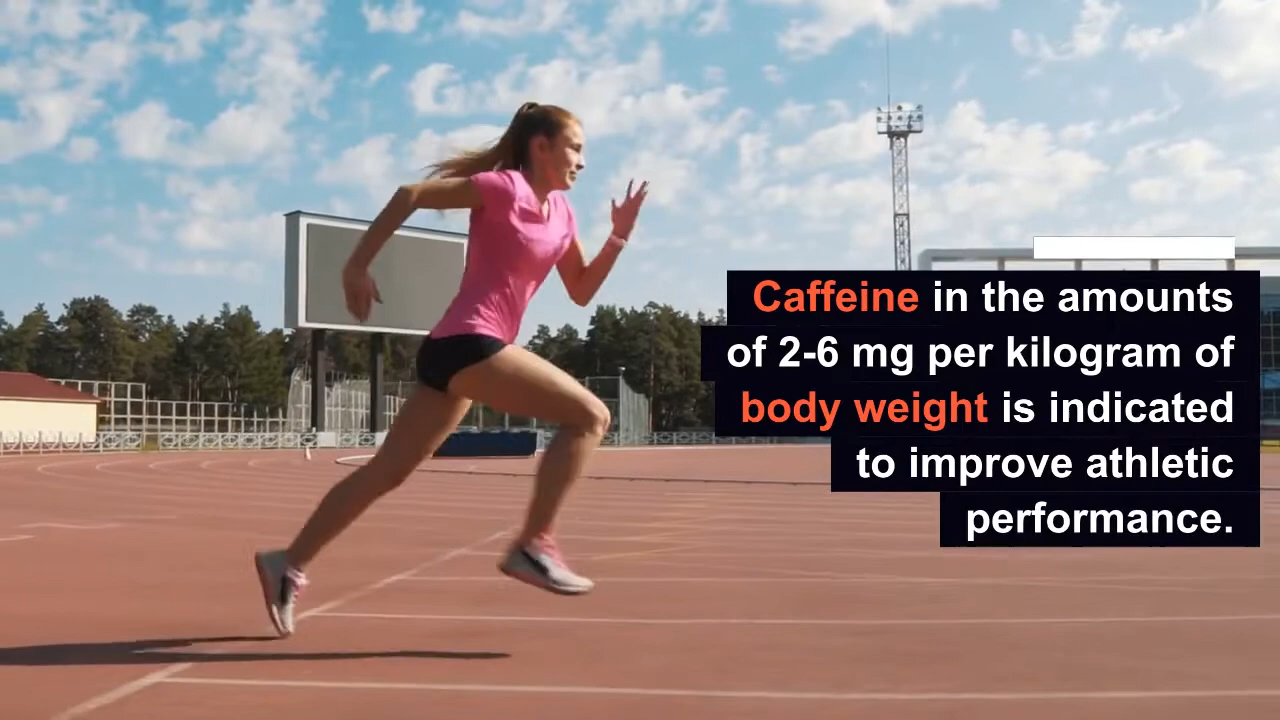 Caffeine in the amounts
of 2-6 mg per kilogram of
body weight is indicated
to improve athletic
performance.